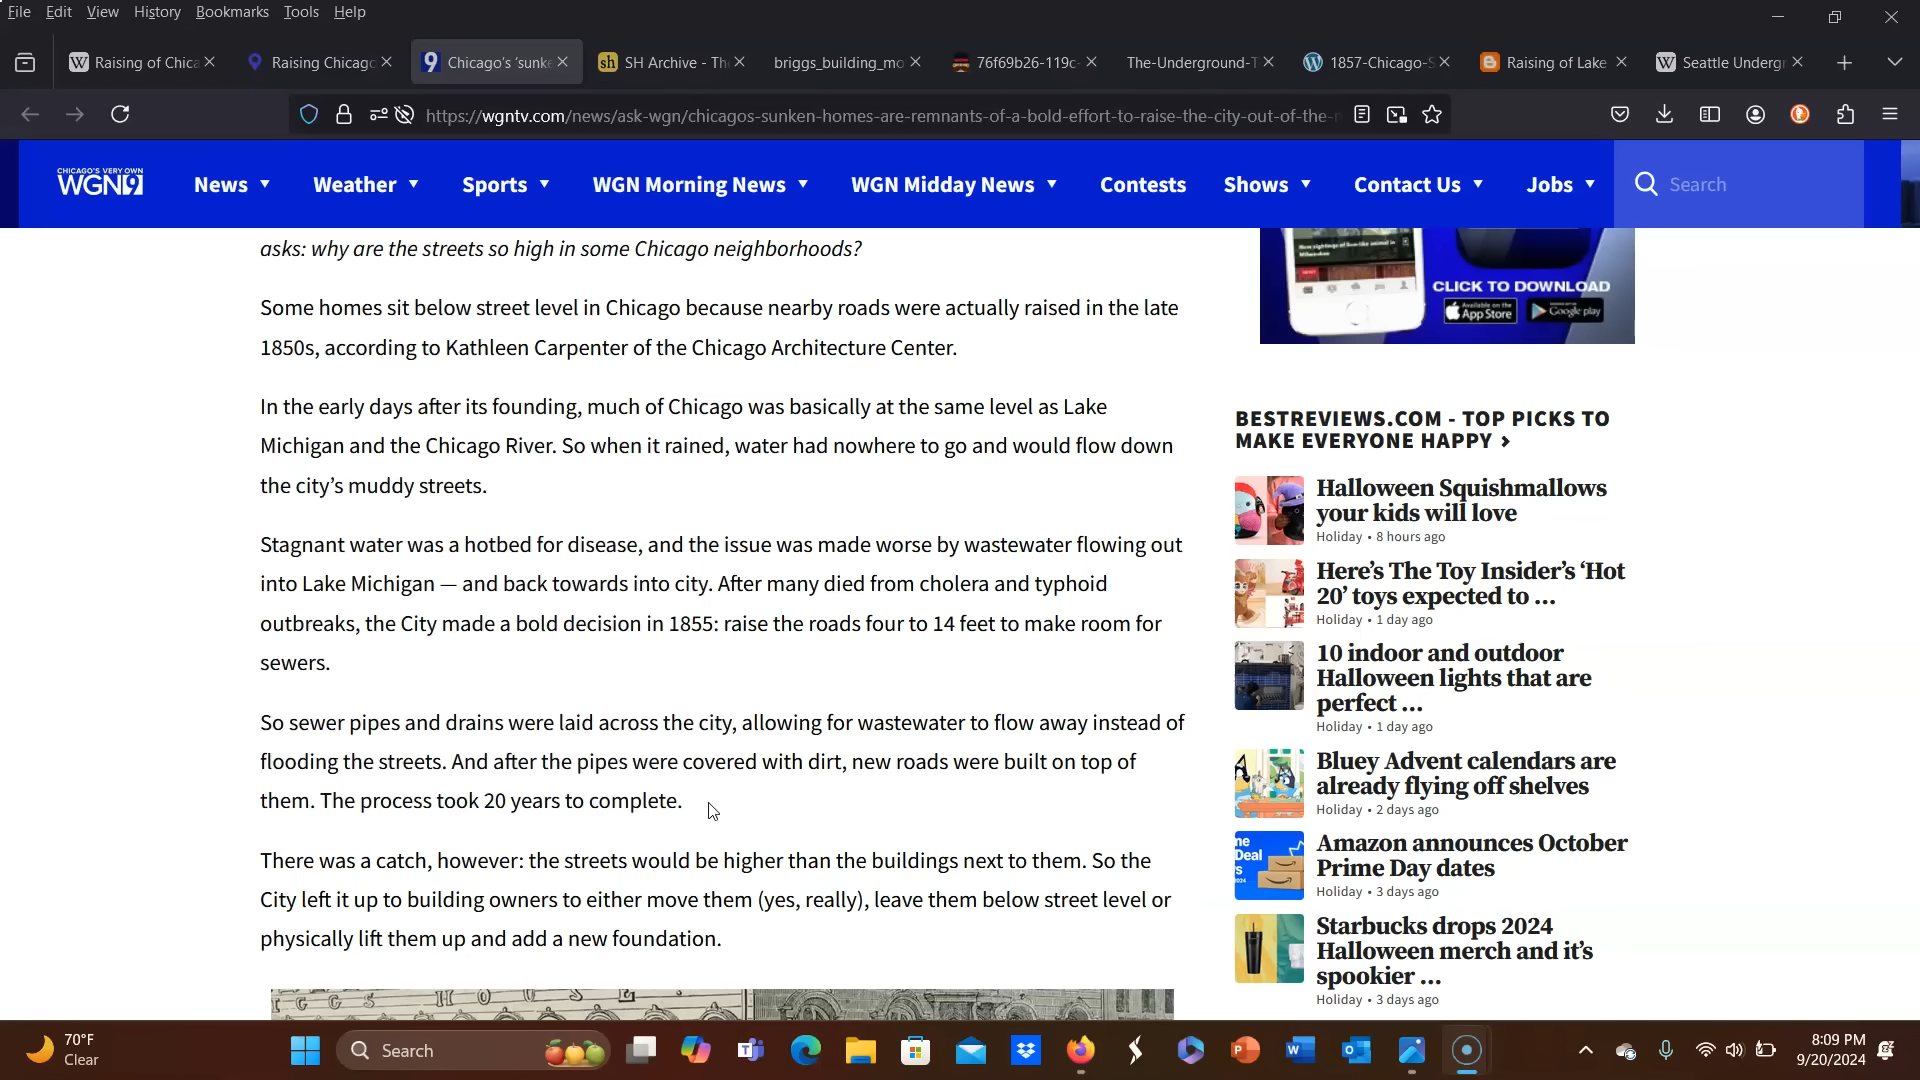 File Edit View History Bookmarks Tools Help
Raising of Chica
Raising Chicago
Chicago's 'sunke
SH Archive - Th
briggs_building_mo
76f69b26-119c-
The-Underground-T
1857-Chicago-S
Raising of Lake
Seattle Undergr
https://wgntv.com/news/ask-wgn/chicagos-sunken-homes-are-remnants-of-a-bold-effort-to-raise-the-city-out-of-the-
CHICAGO'S VERY OWN
WGN9
News Weather Sports WGN Morning News WGN Midday News Contests Shows Contact Us Jobs Search
asks: why are the streets so high in some Chicago neighborhoods?
Some homes sit below street level in Chicago because nearby roads were actually raised in the late
1850s, according to Kathleen Carpenter of the Chicago Architecture Center.
In the early days after its founding, much of Chicago was basically at the same level as Lake
Michigan and the Chicago River. So when it rained, water had nowhere to go and would flow down
the city's muddy streets.
Stagnant water was a hotbed for disease, and the issue was made worse by wastewater flowing out
into Lake Michigan — and back towards into city. After many died from cholera and typhoid
outbreaks, the City made a bold decision in 1855: raise the roads four to 14 feet to make room for
sewers.
So sewer pipes and drains were laid across the city, allowing for wastewater to flow away instead of
flooding the streets. And after the pipes were covered with dirt, new roads were built on top of
them. The process took 20 years to complete.
There was a catch, however: the streets would be higher than the buildings next to them. So the
City left it up to building owners to either move them (yes, really), leave them below street level or
physically lift them up and add a new foundation.
GGS HOUSE.
CLICK TO DOWNLOAD
Available on the
App Store
Google play
BESTREVIEWS.COM - TOP PICKS TO
MAKE EVERYONE HAPPY ›
Halloween Squishmallows
your kids will love
Holiday • 8 hours ago
Here's The Toy Insider's 'Hot
20' toys expected to …
Holiday • 1 day ago
10 indoor and outdoor
Halloween lights that are
perfect …
Holiday • 1 day ago
Bluey Advent calendars are
already flying off shelves
Holiday • 2 days ago
Amazon announces October
Prime Day dates
Holiday • 3 days ago
Starbucks drops 2024
Halloween merch and it's
spookier …
Holiday • 3 days ago
70°F
Clear
Search
8:09 PM
9/20/2024